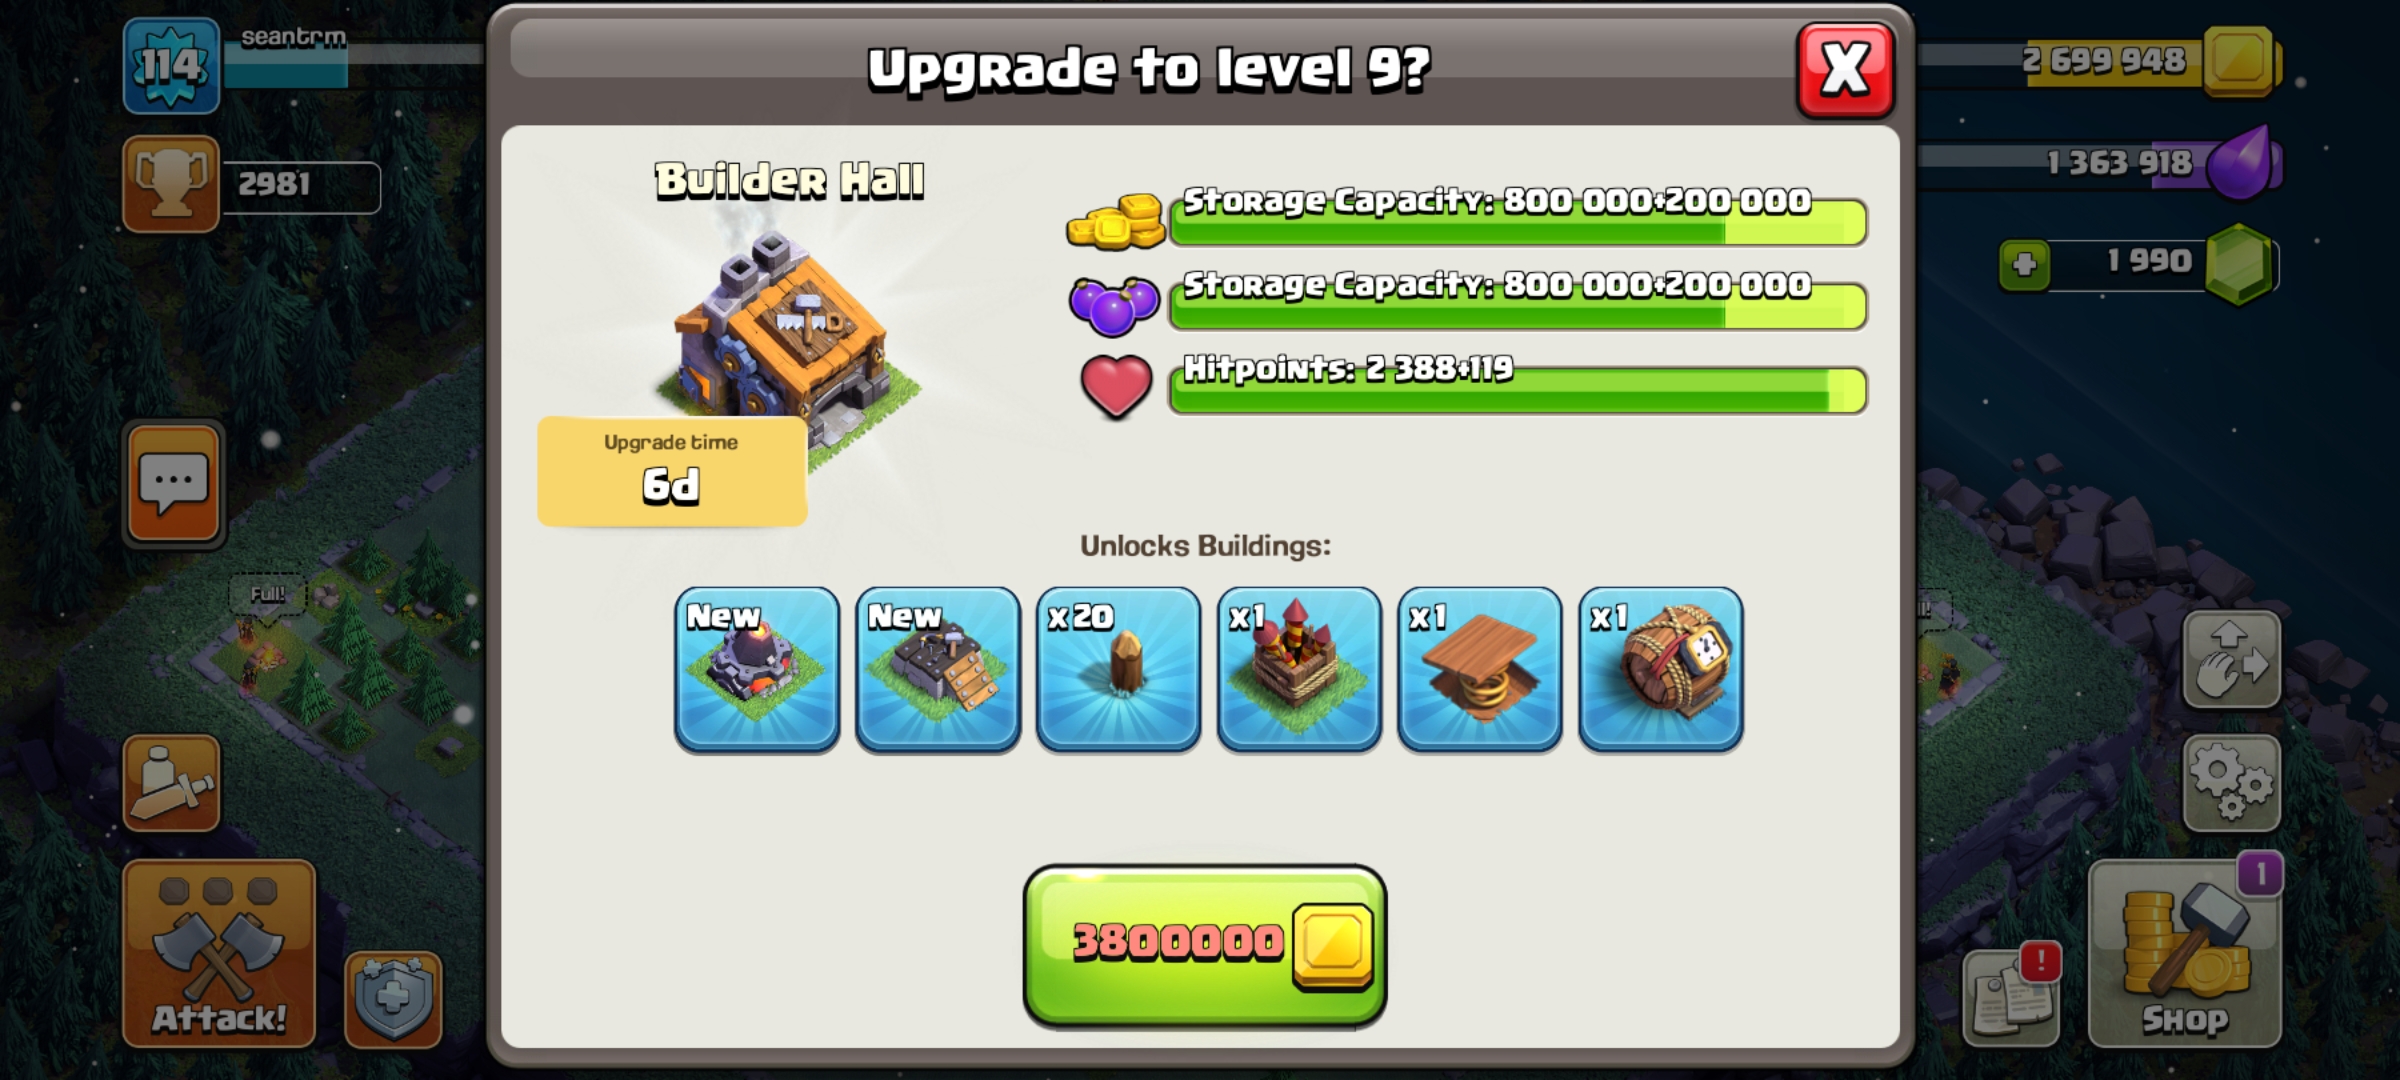 114
seantrm
2981
Upgrade to level 9?
X
2 699 948
1 363 918
1 990
Builder Hall
Storage Capacity: 800 000+200 000
Storage Capacity: 800 000+200 000
Hitpoints: 2 388+119
Upgrade time
6d
Full!
Unlocks Buildings:
New
New
x20
x1
x1
x1
3800000
Attack!
!
1
Shop